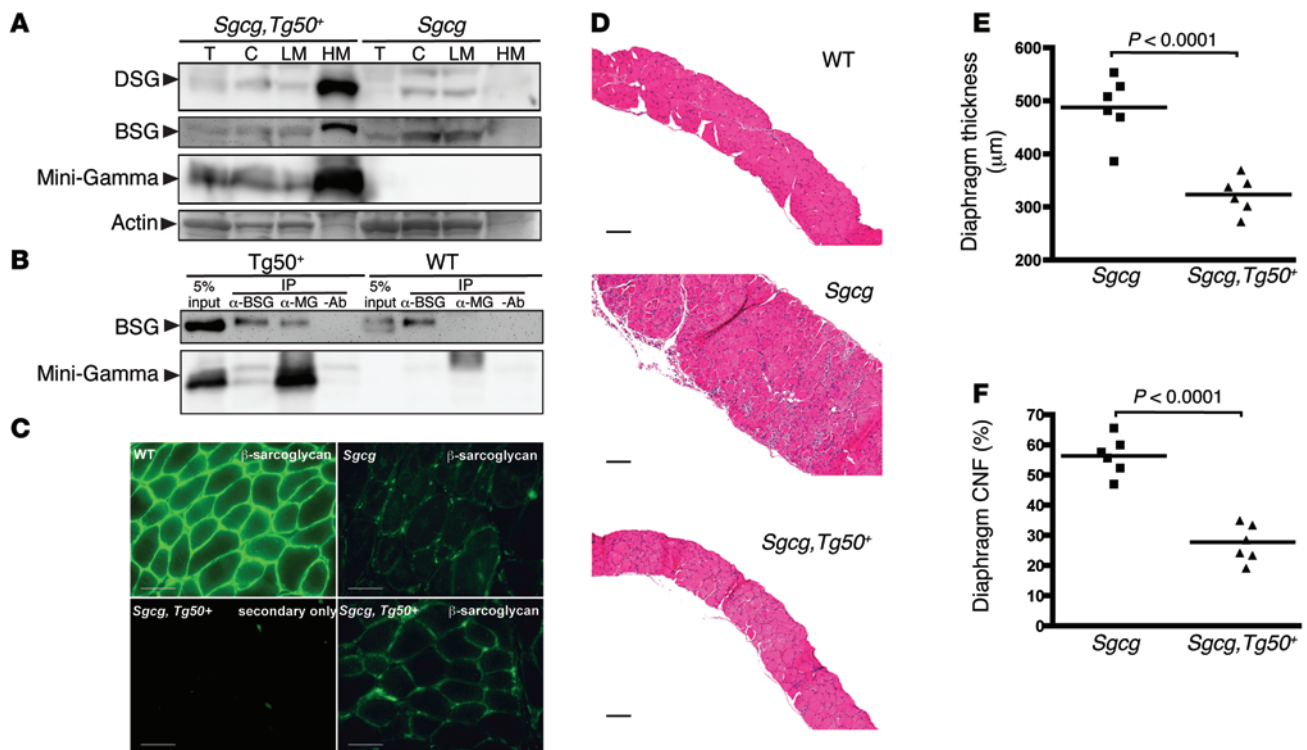 A
Sgcg,Tg50⁺ Sgcg
T C LM HM T C LM HM
DSG
BSG
Mini-Gamma
Actin
B
Tg50⁺ WT
5% input IP 5% input IP
α-BSG α-MG -Ab α-BSG α-MG -Ab
BSG
Mini-Gamma
C
WT β-sarcoglycan
Sgcg β-sarcoglycan
Sgcg, Tg50+ secondary only
Sgcg, Tg50+ β-sarcoglycan
D
WT
Sgcg
Sgcg,Tg50⁺
E
P < 0.0001
Diaphragm thickness
(μm)
600
500
400
300
200
Sgcg Sgcg,Tg50⁺
F
P < 0.0001
Diaphragm CNF (%)
70
60
50
40
30
20
10
0
Sgcg Sgcg,Tg50⁺